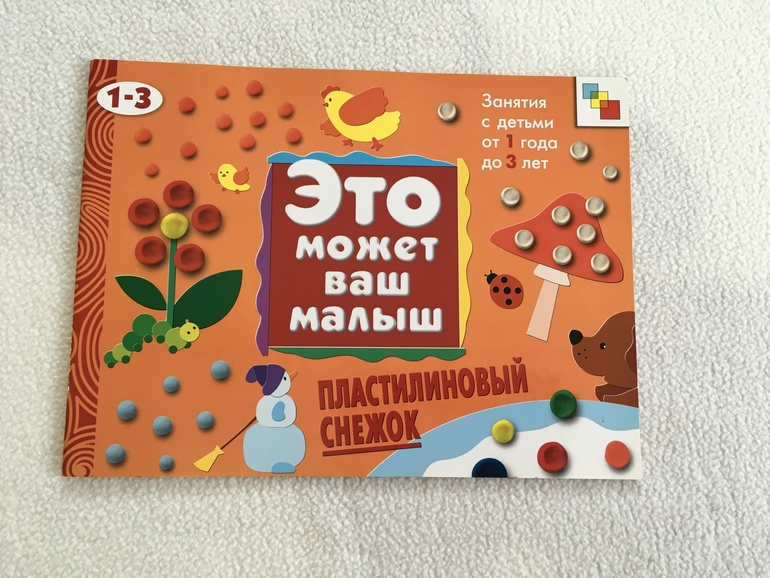 1-3
Занятия
с детьми
от 1 года
до 3 лет
Это
может
ваш
малыш
ПЛАСТИЛИНОВЫЙ
СНЕЖОК